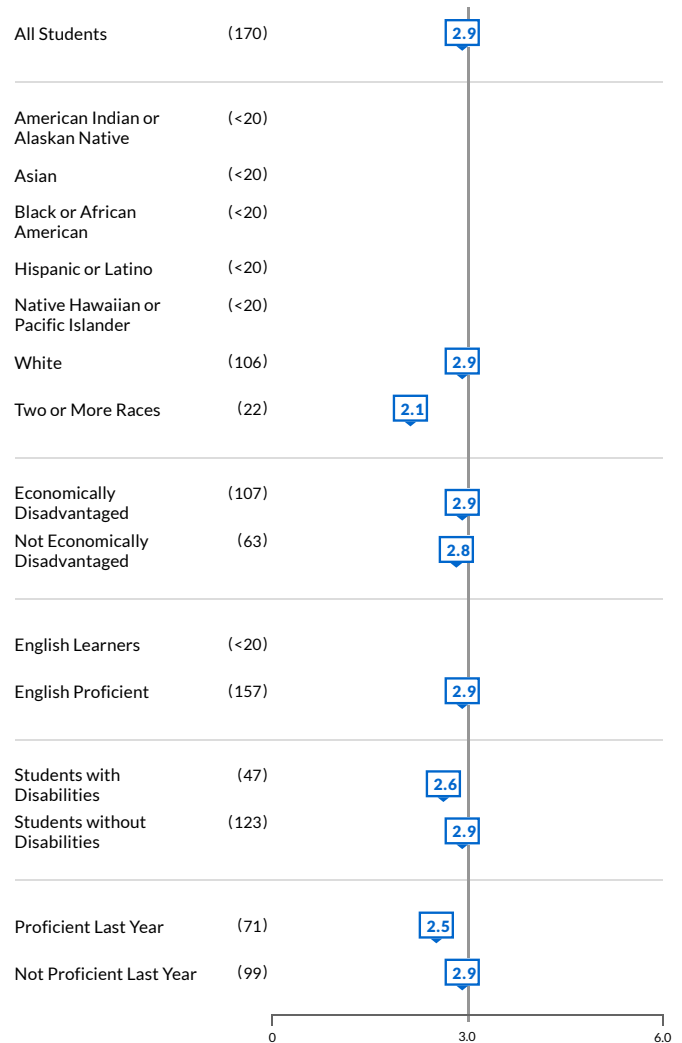 All Students (170) 2.9
American Indian or (<20)
Alaskan Native
Asian (<20)
Black or African (<20)
American
Hispanic or Latino (<20)
Native Hawaiian or (<20)
Pacific Islander
White (106) 2.9
Two or More Races (22) 2.1
Economically (107) 2.9
Disadvantaged
Not Economically (63) 2.8
Disadvantaged
English Learners (<20)
English Proficient (157) 2.9
Students with (47) 2.6
Disabilities
Students without (123) 2.9
Disabilities
Proficient Last Year (71) 2.5
Not Proficient Last Year (99) 2.9
0 3.0 6.0